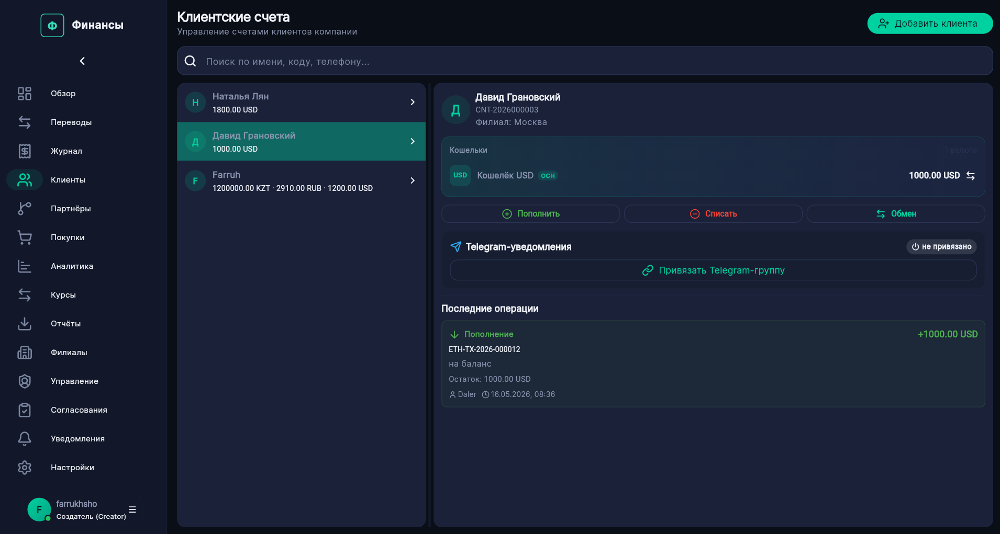 Ф Финансы
Обзор
Переводы
Журнал
Клиенты
Партнёры
Покупки
Аналитика
Курсы
Отчёты
Филиалы
Управление
Согласования
Уведомления
Настройки
F
farrukhsho
Создатель (Creator)
Клиентские счета
Управление счетами клиентов компании
Добавить клиента
Поиск по имени, коду, телефону...
Н
Наталья Лян
1800.00 USD
Д
Давид Грановский
1000.00 USD
F
Farruh
1200000.00 KZT · 2910.00 RUB · 1200.00 USD
Д
Давид Грановский
CNT-2026000003
Филиал: Москва
Кошельки
1 валюта
USD Кошелёк USD осн 1000.00 USD
Пополнить
Списать
Обмен
Telegram-уведомления
не привязано
Привязать Telegram-группу
Последние операции
Пополнение +1000.00 USD
ETH-TX-2026-000012
на баланс
Остаток: 1000.00 USD
Daler 16.05.2026, 08:36